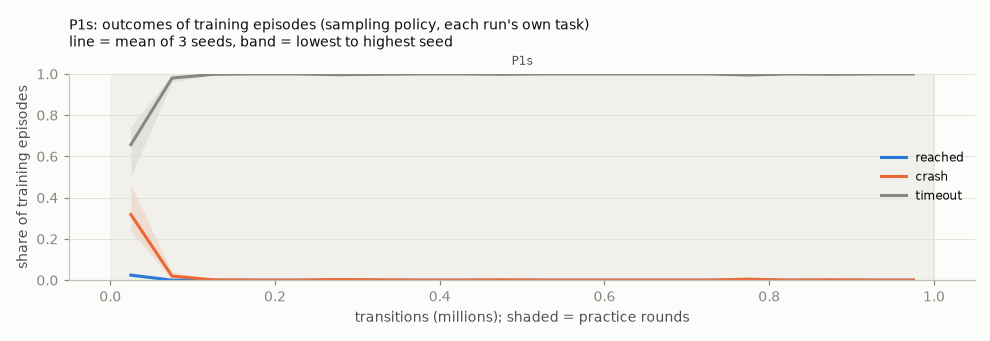 P1s: outcomes of training episodes (sampling policy, each run's own task)
line = mean of 3 seeds, band = lowest to highest seed
P1s
share of training episodes
1.0
0.8
0.6
0.4
0.2
0.0
reached
crash
timeout
0.0 0.2 0.4 0.6 0.8 1.0
transitions (millions); shaded = practice rounds